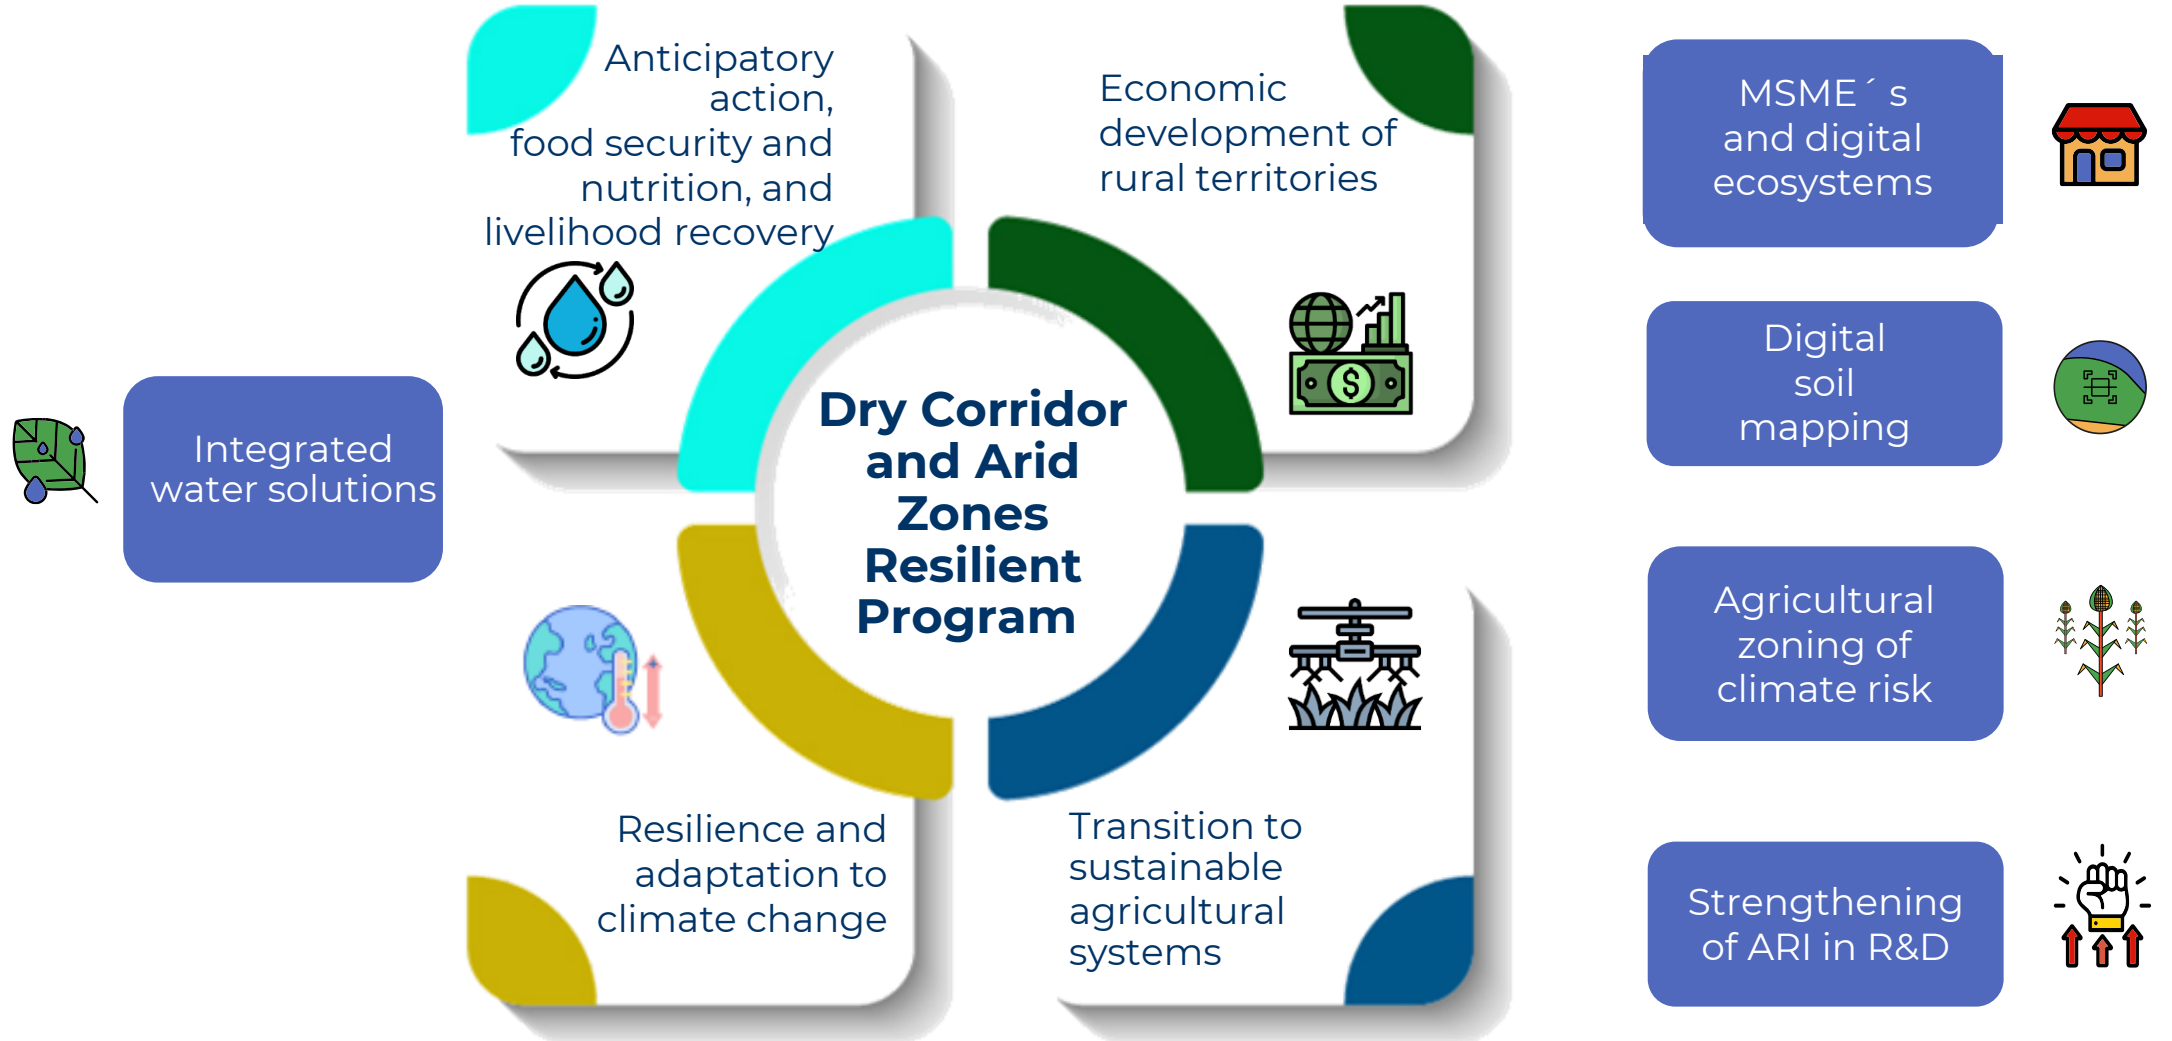 Anticipatory
action,
food security and
nutrition, and
livelihood recovery
Economic
development of
rural territories
MSME´ s
and digital
ecosystems
Digital
soil
mapping
Integrated
water solutions
$
Dry Corridor
and Arid
Zones
Resilient
Program
Agricultural
zoning of
climate risk
Resilience and
adaptation to
climate change
Transition to
sustainable
agricultural
systems
Strengthening
of ARI in R&D